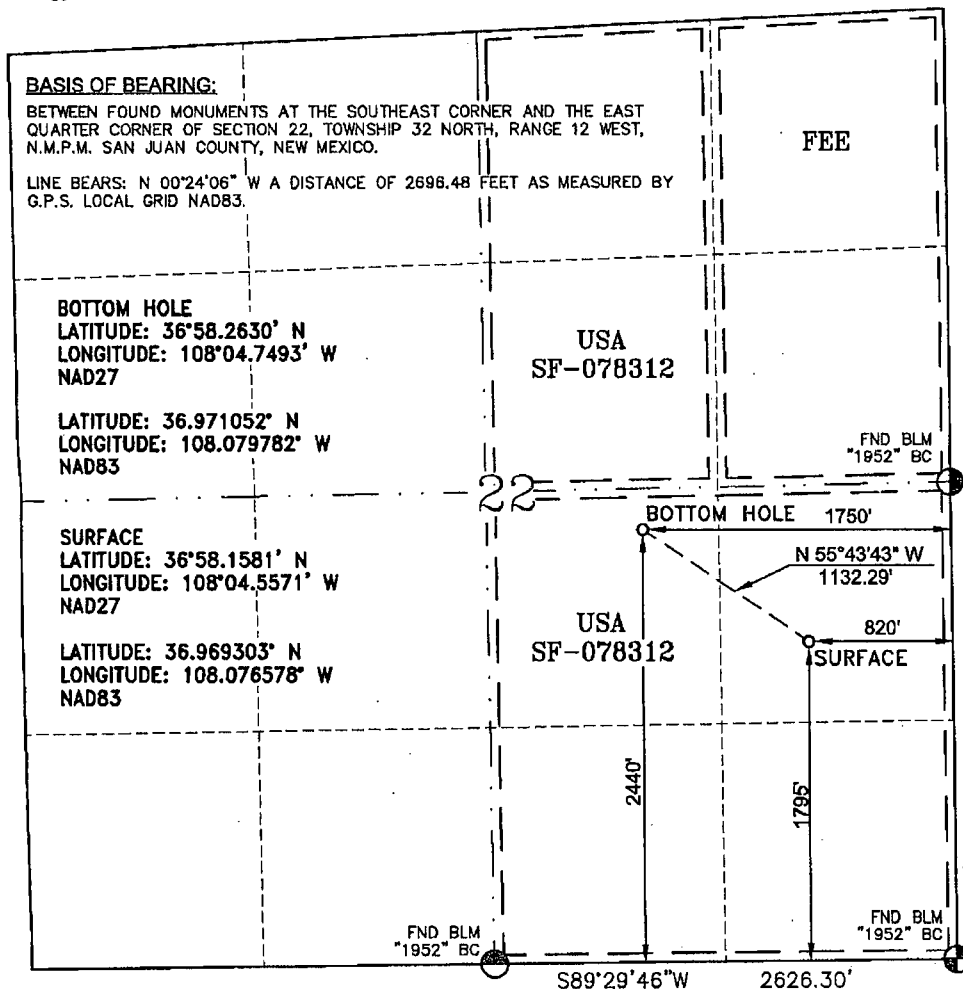 BASIS OF BEARING:
BETWEEN FOUND MONUMENTS AT THE SOUTHEAST CORNER AND THE EAST
QUARTER CORNER OF SECTION 22, TOWNSHIP 32 NORTH, RANGE 12 WEST,
N.M.P.M. SAN JUAN COUNTY, NEW MEXICO.
LINE BEARS: N 00°24'06" W A DISTANCE OF 2696.48 FEET AS MEASURED BY
G.P.S. LOCAL GRID NAD83.
FEE
BOTTOM HOLE
LATITUDE: 36°58.2630' N
LONGITUDE: 108°04.7493' W
NAD27
LATITUDE: 36.971052° N
LONGITUDE: 108.079782° W
NAD83
USA
SF-078312
FND BLM
"1952" BC
22
SURFACE
LATITUDE: 36°58.1581' N
LONGITUDE: 108°04.5571' W
NAD27
LATITUDE: 36.969303° N
LONGITUDE: 108.076578° W
NAD83
BOTTOM HOLE 1750'
N 55°43'43" W
1132.29'
USA
SF-078312
820'
SURFACE
2440'
1795'
FND BLM
"1952" BC
FND BLM
"1952" BC
S89°29'46"W 2626.30'